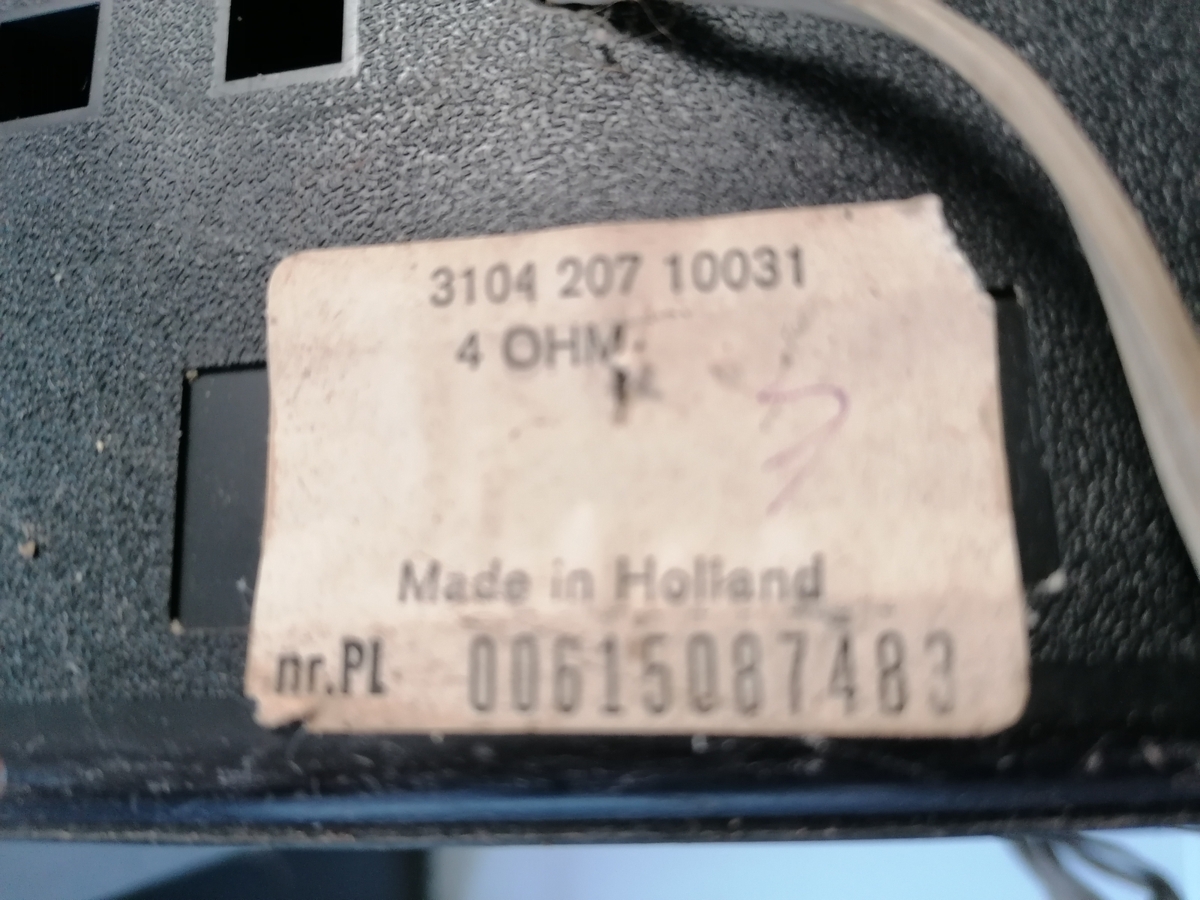 3104 207 10031
4 OHM
Made in Holland
nr.PL 00615087483